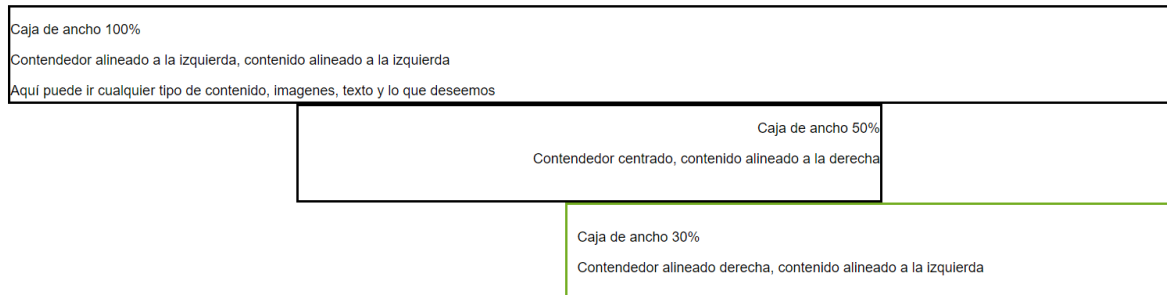 Caja de ancho 100%
Contendedor alineado a la izquierda, contenido alineado a la izquierda
Aquí puede ir cualquier tipo de contenido, imagenes, texto y lo que deseemos
Caja de ancho 50%
Contendedor centrado, contenido alineado a la derecha
Caja de ancho 30%
Contendedor alineado derecha, contenido alineado a la izquierda